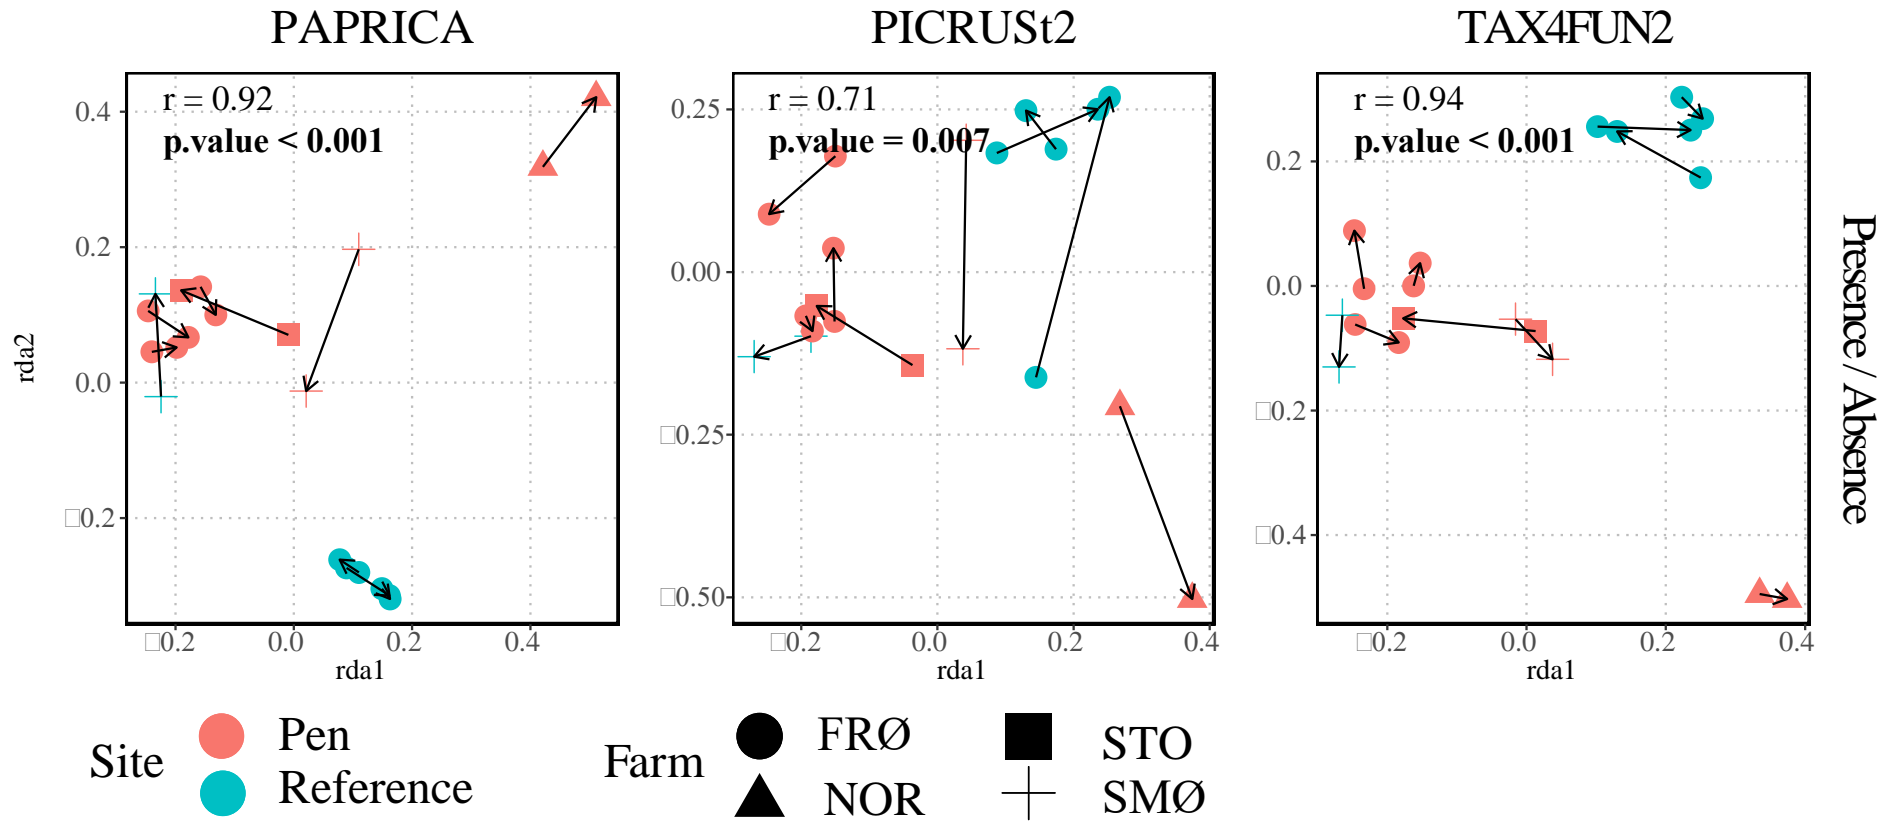 PAPRICA
PICRUSt2
TAX4FUN2
r = 0.92
p.value < 0.001
r = 0.71
p.value = 0.007
r = 0.94
p.value < 0.001
0.4
0.2
0.0
□0.2
0.25
0.00
□0.25
□0.50
0.2
0.0
□0.2
□0.4
rda2
Presence / Absence
□0.2 0.0 0.2 0.4
□0.2 0.0 0.2 0.4
□0.2 0.0 0.2 0.4
rda1
rda1
rda1
Site
Pen
Reference
Farm
FRØ
NOR
STO
SMØ